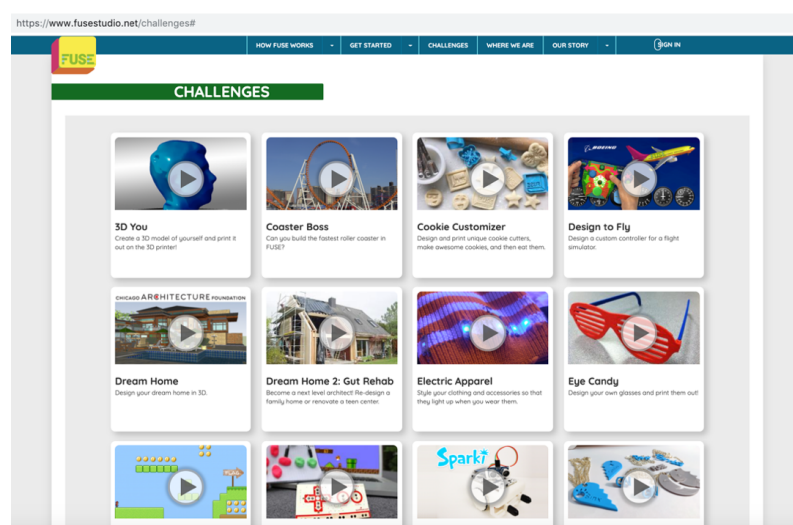 https://www.fusestudio.net/challenges#
FUSE
HOW FUSE WORKS
GET STARTED
CHALLENGES
WHERE WE ARE
OUR STORY
SIGN IN
CHALLENGES
BOEING
3D You
Create a 3D model of yourself and print it
out on the 3D printer!
Coaster Boss
Can you build the fastest roller coaster in
FUSE?
Cookie Customizer
Design and print unique cookie cutters,
make awesome cookies, and then eat them.
Design to Fly
Design a custom controller for a flight
simulator.
CHICAGO ARCHITECTURE FOUNDATION
Dream Home
Design your dream home in 3D.
Dream Home 2: Gut Rehab
Become a next level architect! Re-design a
family home or renovate a teen center.
Electric Apparel
Style your clothing and accessories so that
they light up when you wear them.
Eye Candy
Design your own glasses and print them out!
Sparki